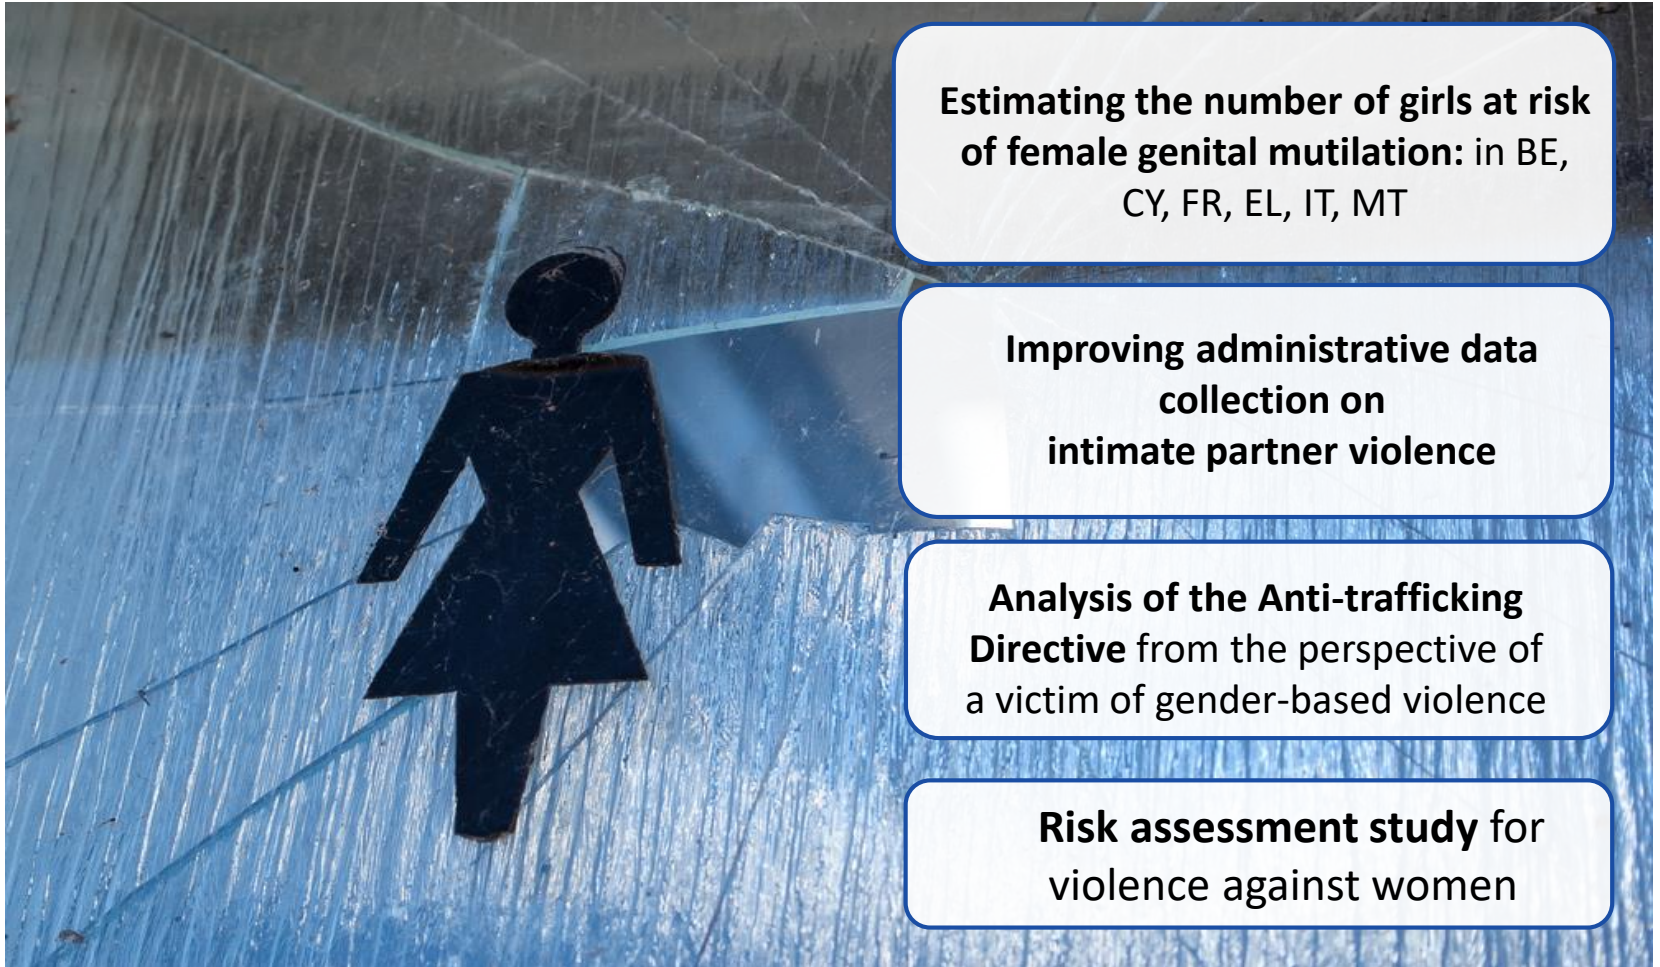 Estimating the number of girls at risk
of female genital mutilation: in BE,
CY, FR, EL, IT, MT
Improving administrative data
collection on
intimate partner violence
Analysis of the Anti-trafficking
Directive from the perspective of
a victim of gender-based violence
Risk assessment study for
violence against women